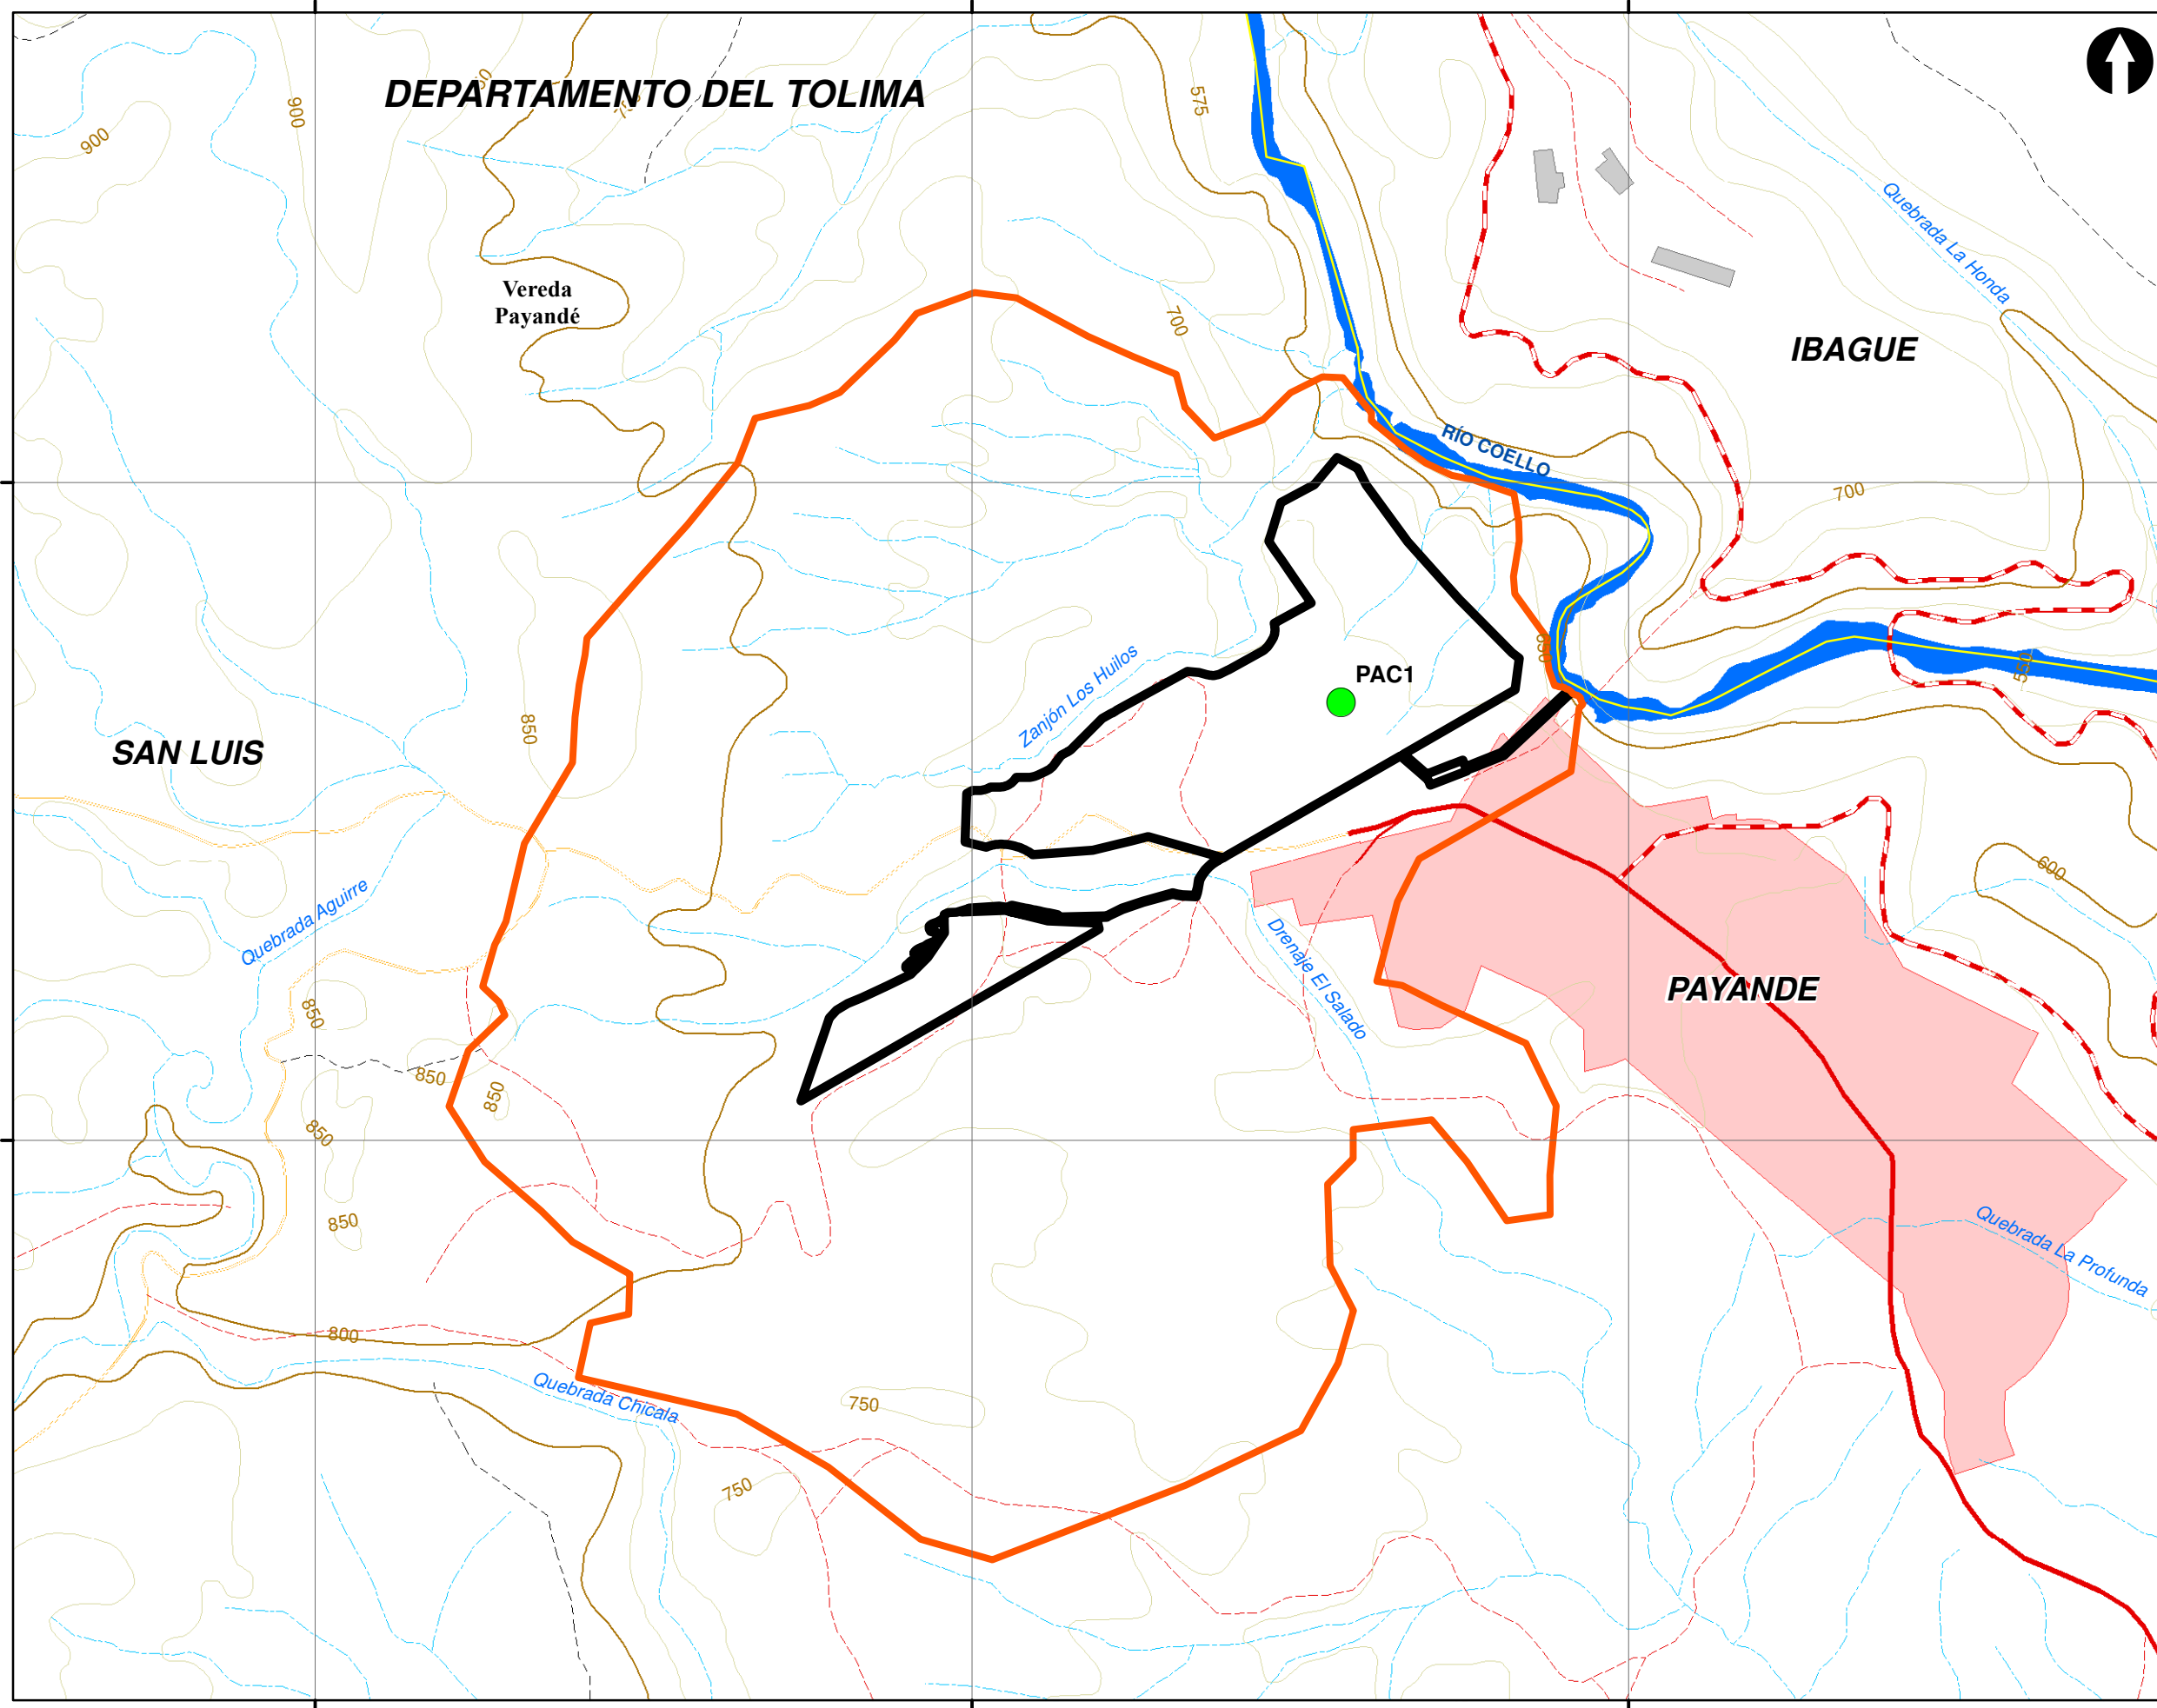 DEPARTAMENTO DEL TOLIMA
900
900
575
Quebrada La Honda
Vereda
Payandé
700
IBAGUE
RÍO COELLO
700
PAC1
Zanjón Los Huilos
SAN LUIS
850
550
600
Quebrada Aguirre
Drenaje El Salado
PAYANDE
850
850
850
850
850
Quebrada La Profunda
800
Quebrada Chicala
750
750